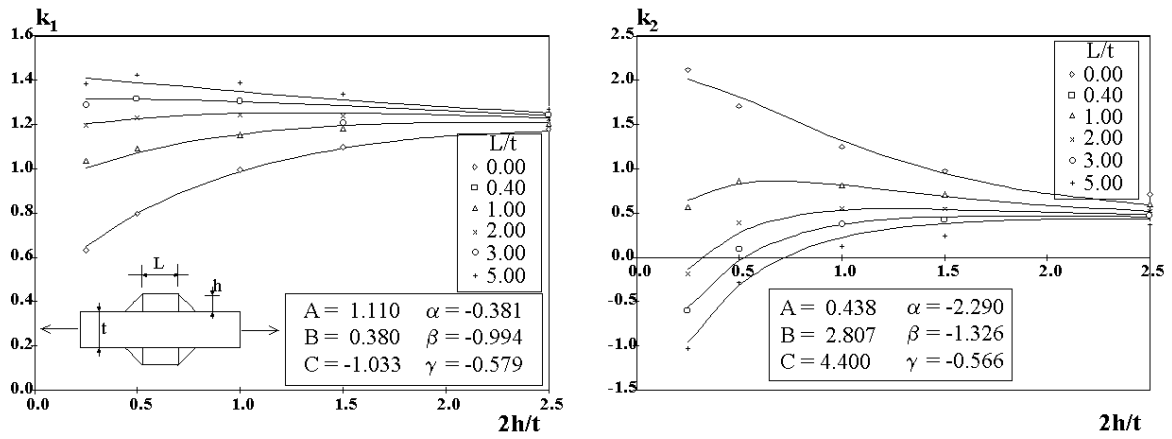 k1
1.6
1.4
1.2
1.0
0.8
0.6
0.4
0.2
0.0
0.0 0.5 1.0 1.5 2.0 2.5
2h/t
L/t
0.00
0.40
1.00
2.00
3.00
5.00
L
h
t
A = 1.110 α = -0.381
B = 0.380 β = -0.994
C = -1.033 γ = -0.579
k2
2.5
2.0
1.5
1.0
0.5
0.0
-0.5
-1.0
-1.5
0.0 0.5 1.0 1.5 2.0 2.5
2h/t
L/t
0.00
0.40
1.00
2.00
3.00
5.00
A = 0.438 α = -2.290
B = 2.807 β = -1.326
C = 4.400 γ = -0.566